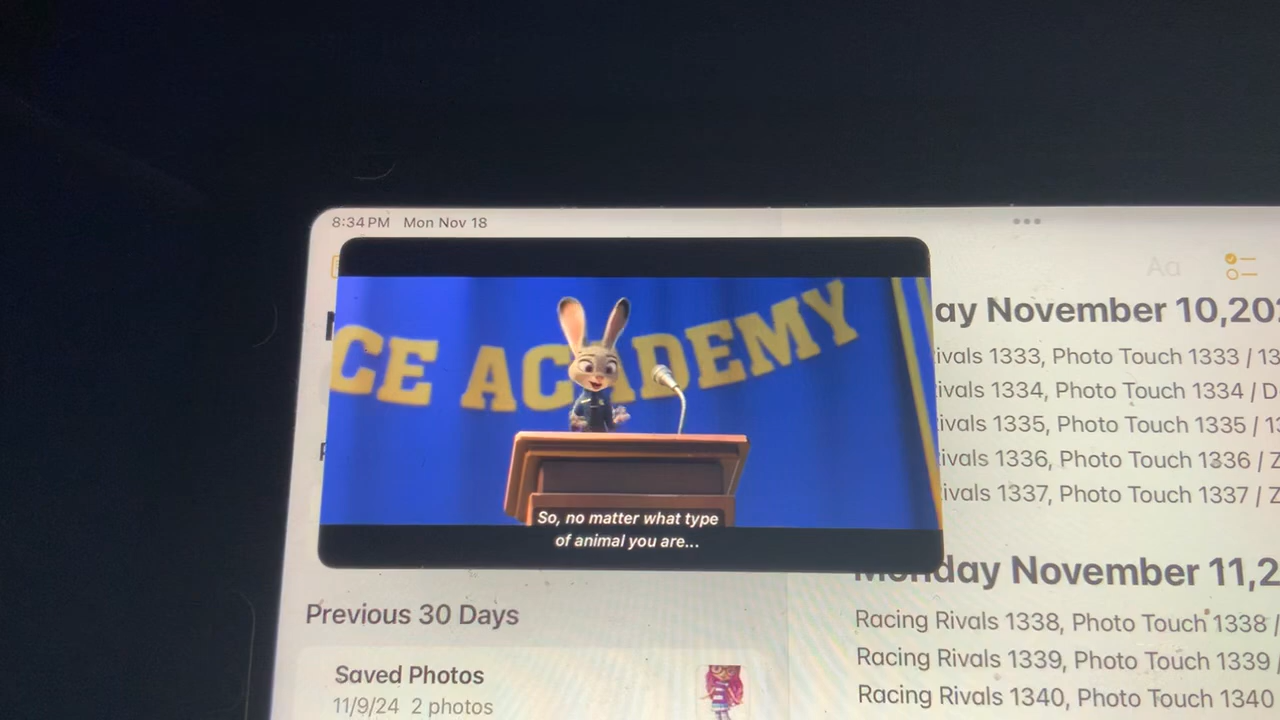 8:34 PM Mon Nov 18
Aa
CE ACADEMY
So, no matter what type
of animal you are...
ay November 10,20
ivals 1333, Photo Touch 1333 / 13
ivals 1334, Photo Touch 1334 / D
ivals 1335, Photo Touch 1335 / 13
ivals 1336, Photo Touch 1336 / Z
ivals 1337, Photo Touch 1337 / Z
Monday November 11,2
Racing Rivals 1338, Photo Touch 1338 /
Racing Rivals 1339, Photo Touch 1339 /
Racing Rivals 1340, Photo Touch 1340
Previous 30 Days
Saved Photos
11/9/24 2 photos